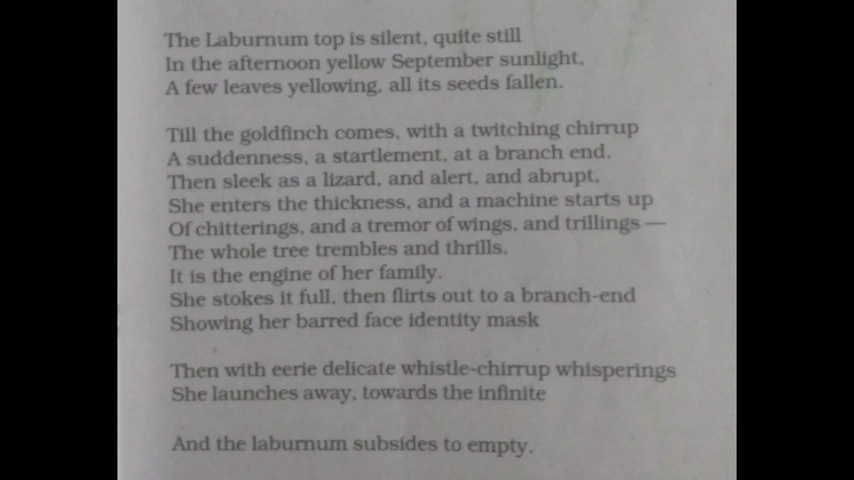 The Laburnum top is silent, quite still
In the afternoon yellow September sunlight,
A few leaves yellowing, all its seeds fallen.
Till the goldfinch comes, with a twitching chirrup
A suddenness, a startlement, at a branch end.
Then sleek as a lizard, and alert, and abrupt,
She enters the thickness, and a machine starts up
Of chitterings, and a tremor of wings, and trillings —
The whole tree trembles and thrills.
It is the engine of her family.
She stokes it full, then flirts out to a branch-end
Showing her barred face identity mask
Then with eerie delicate whistle-chirrup whisperings
She launches away, towards the infinite
And the laburnum subsides to empty.